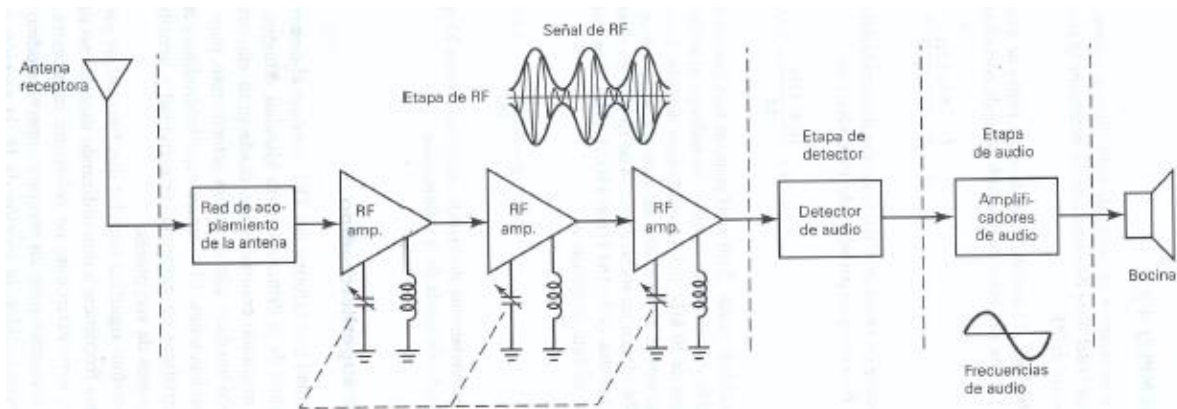 Señal de RF
Antena
receptora
Etapa de RF
Etapa de
detector
Etapa
de audio
Red de aco-
plamiento
de la antena
RF
amp.
RF
amp.
RF
amp.
Detector
de audio
Amplifi-
cadores
de audio
Bocina
Frecuencias
de audio